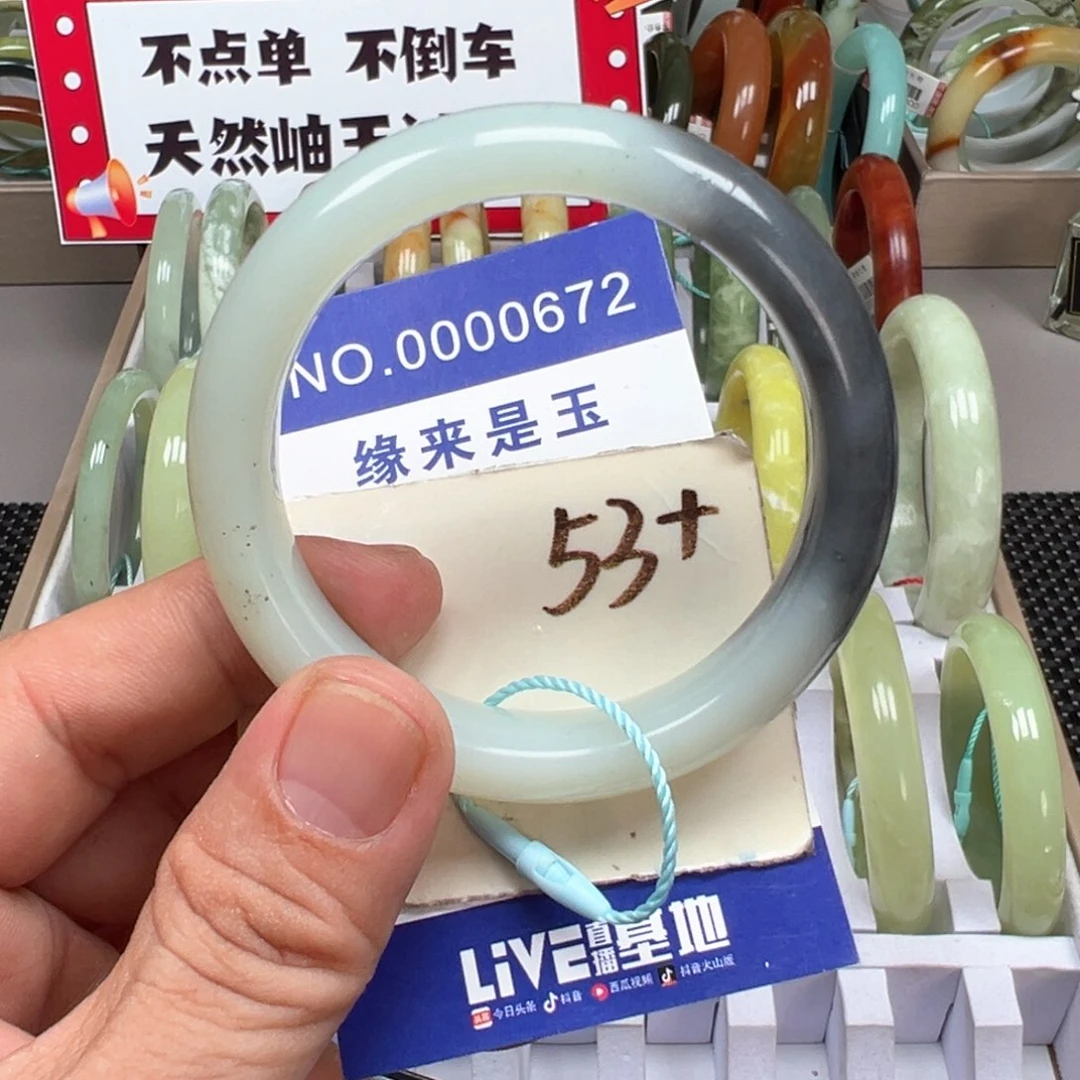 不点单 不倒车
天然岫玉
NO.0000672
缘来是玉
53+
LiVE直播基地
今日头条 抖音 西瓜视频 抖音火山版